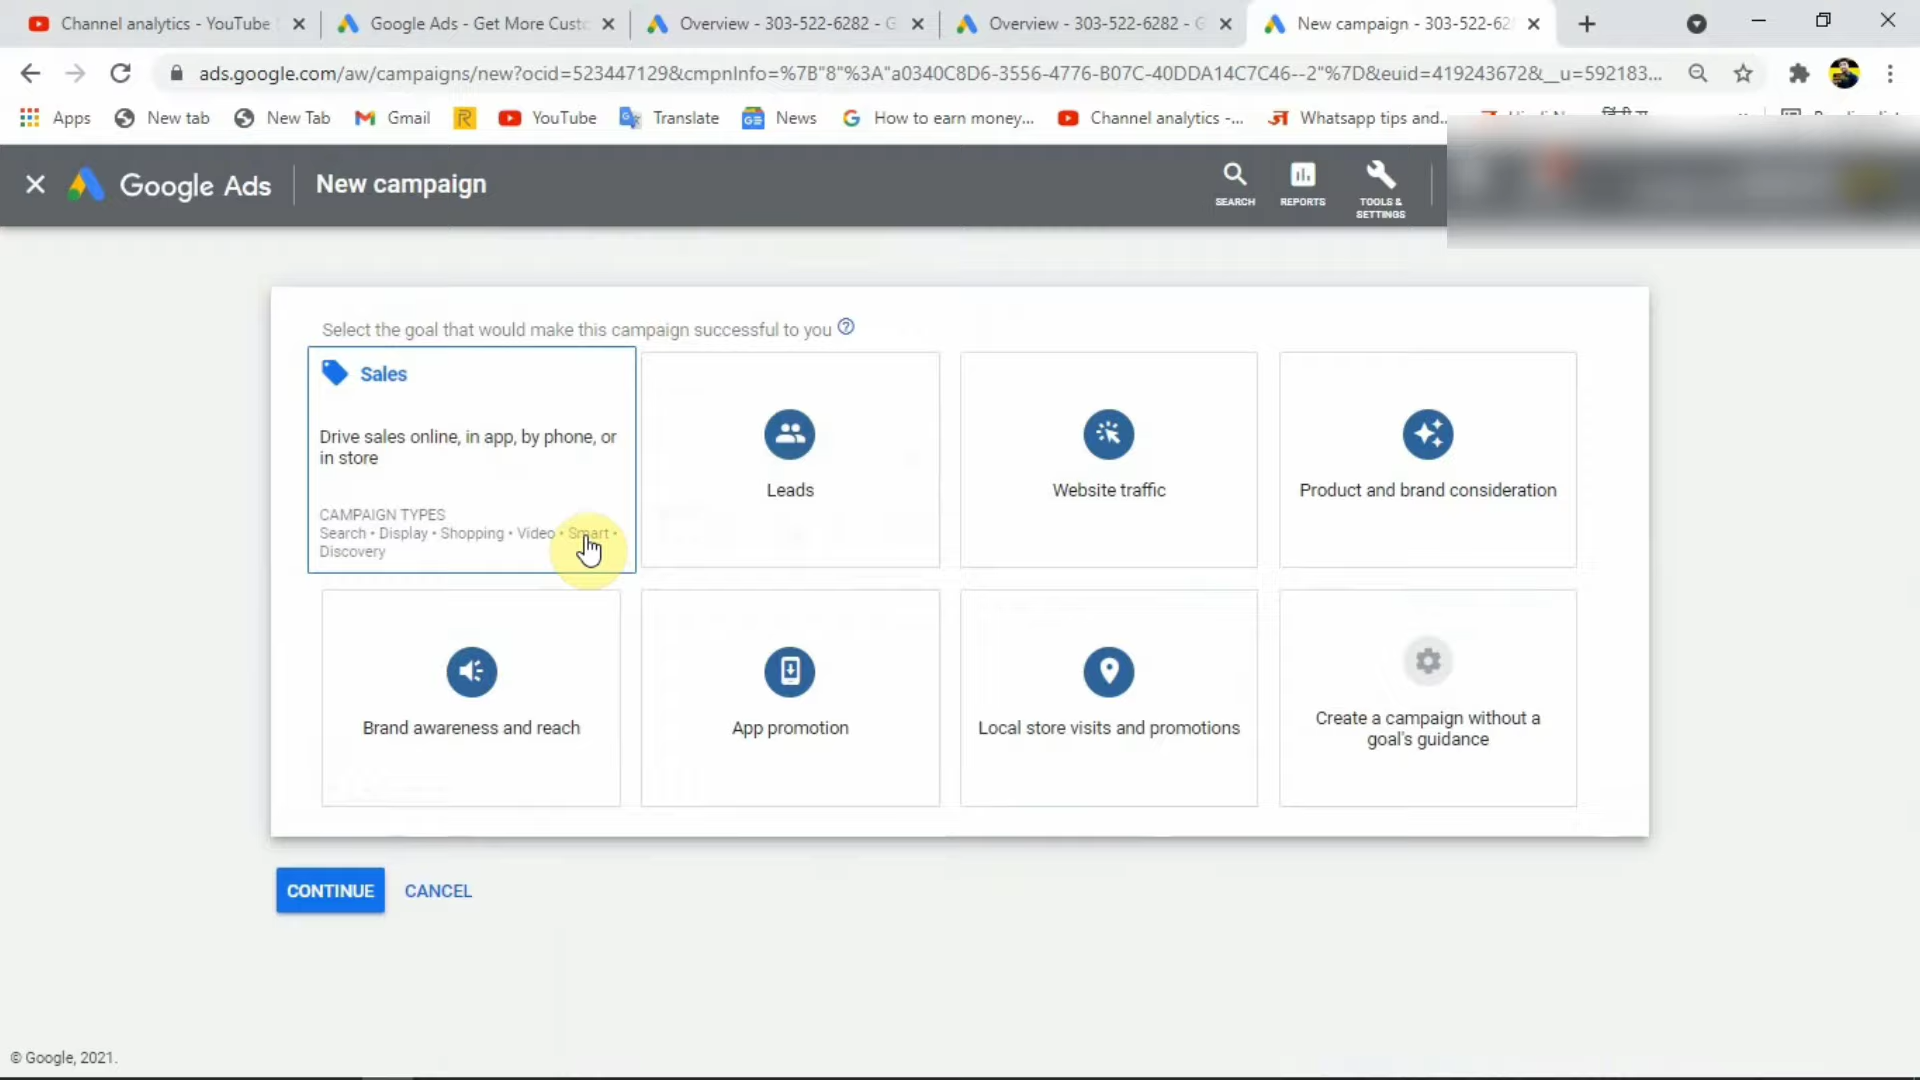 Channel analytics - YouTube
Google Ads - Get More Custo
Overview - 303-522-6282 - G
Overview - 303-522-6282 - G
New campaign - 303-522-62
ads.google.com/aw/campaigns/new?ocid=523447129&cmpnInfo=%7B"8"%3A"a0340C8D6-3556-4776-B07C-40DDA14C7C46--2"%7D&euid=419243672&__u=592183...
Apps
New tab
New Tab
Gmail
YouTube
Translate
News
How to earn money...
Channel analytics -...
Whatsapp tips and...
Google Ads
New campaign
SEARCH
REPORTS
TOOLS &
SETTINGS
Select the goal that would make this campaign successful to you
Sales
Drive sales online, in app, by phone, or
in store
CAMPAIGN TYPES
Search • Display • Shopping • Video • Smart •
Discovery
Leads
Website traffic
Product and brand consideration
Brand awareness and reach
App promotion
Local store visits and promotions
Create a campaign without a
goal's guidance
CONTINUE
CANCEL
© Google, 2021.